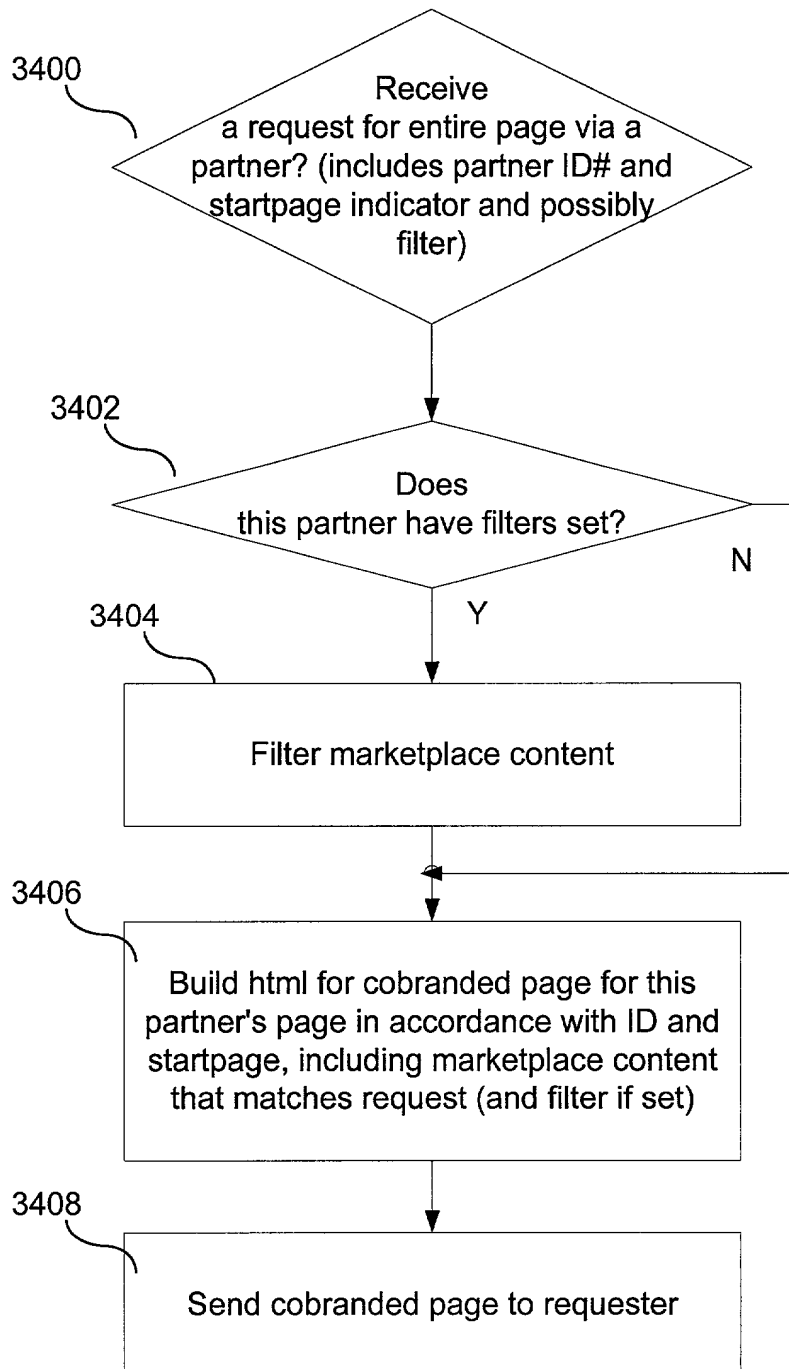 3400
Receive
a request for entire page via a
partner? (includes partner ID# and
startpage indicator and possibly
filter)
3402
Does
this partner have filters set?
N
Y
3404
Filter marketplace content
3406
Build html for cobranded page for this
partner's page in accordance with ID and
startpage, including marketplace content
that matches request (and filter if set)
3408
Send cobranded page to requester